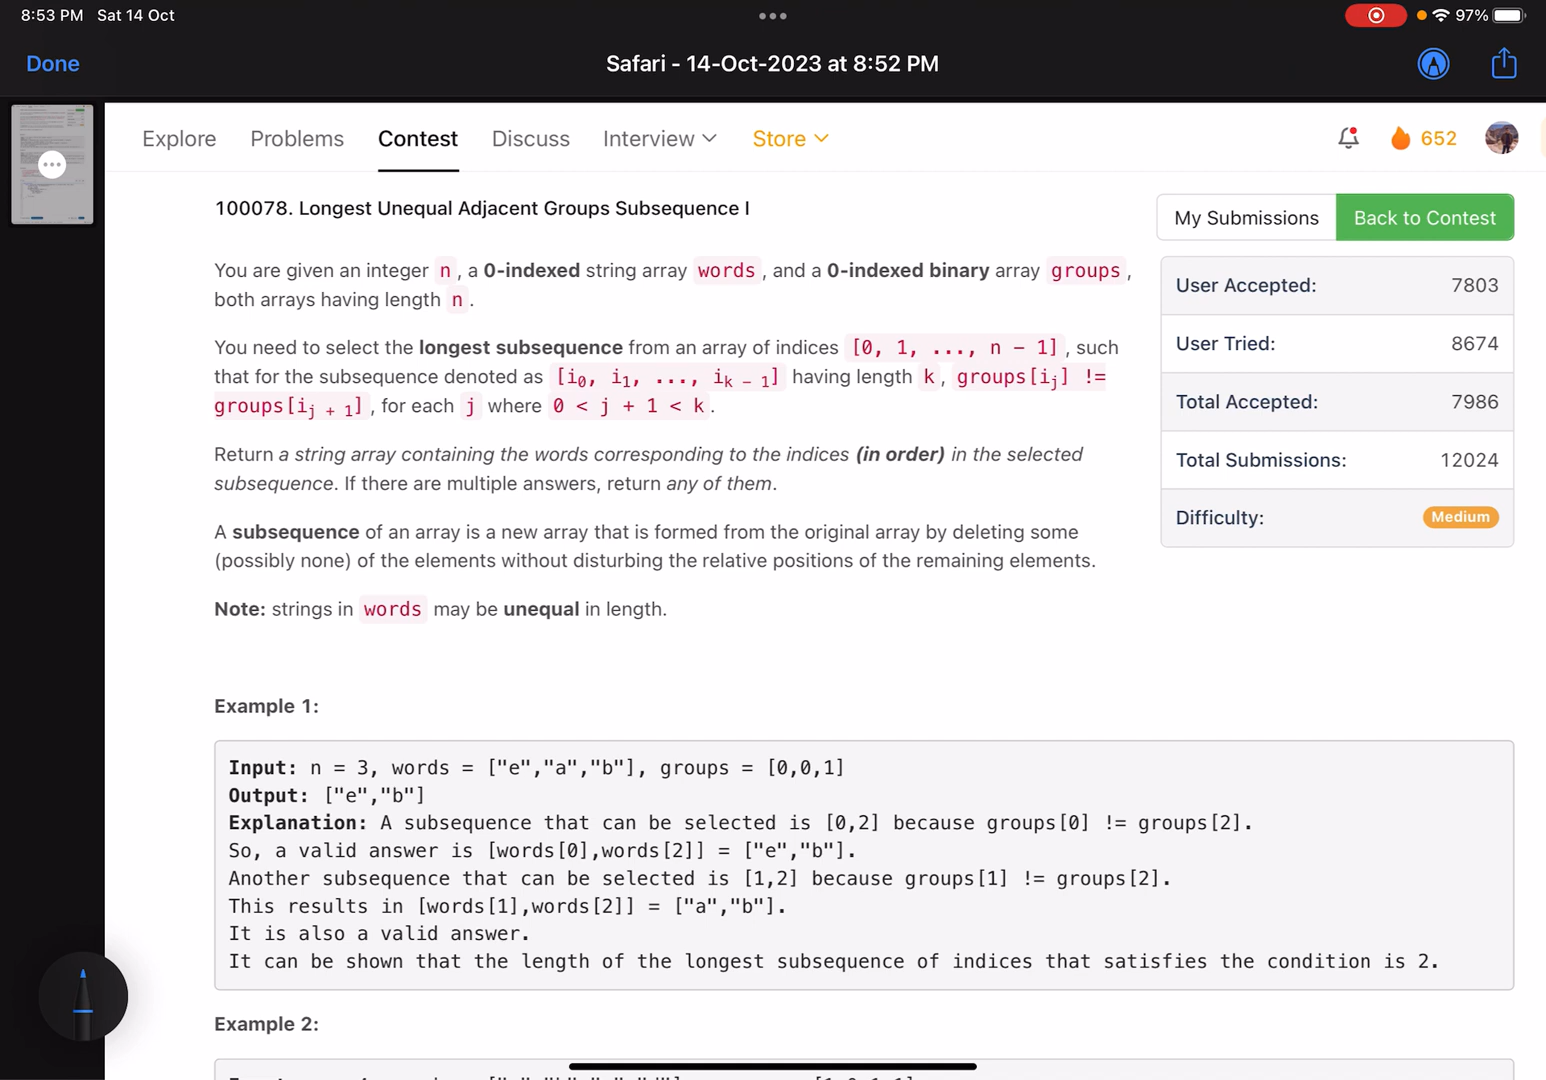 8:53 PM Sat 14 Oct
97%
Done
Safari - 14-Oct-2023 at 8:52 PM
Explore Problems Contest Discuss Interview Store
652
100078. Longest Unequal Adjacent Groups Subsequence I
My Submissions
Back to Contest
You are given an integer n, a 0-indexed string array words, and a 0-indexed binary array groups,
both arrays having length n.
You need to select the longest subsequence from an array of indices [0, 1, ..., n - 1], such
that for the subsequence denoted as [i0, i1, ..., ik - 1] having length k, groups[ij] !=
groups[ij + 1], for each j where 0 < j + 1 < k.
Return a string array containing the words corresponding to the indices (in order) in the selected
subsequence. If there are multiple answers, return any of them.
A subsequence of an array is a new array that is formed from the original array by deleting some
(possibly none) of the elements without disturbing the relative positions of the remaining elements.
Note: strings in words may be unequal in length.
User Accepted: 7803
User Tried: 8674
Total Accepted: 7986
Total Submissions: 12024
Difficulty: Medium
Example 1:
Input: n = 3, words = ["e","a","b"], groups = [0,0,1]
Output: ["e","b"]
Explanation: A subsequence that can be selected is [0,2] because groups[0] != groups[2].
So, a valid answer is [words[0],words[2]] = ["e","b"].
Another subsequence that can be selected is [1,2] because groups[1] != groups[2].
This results in [words[1],words[2]] = ["a","b"].
It is also a valid answer.
It can be shown that the length of the longest subsequence of indices that satisfies the condition is 2.
Example 2: